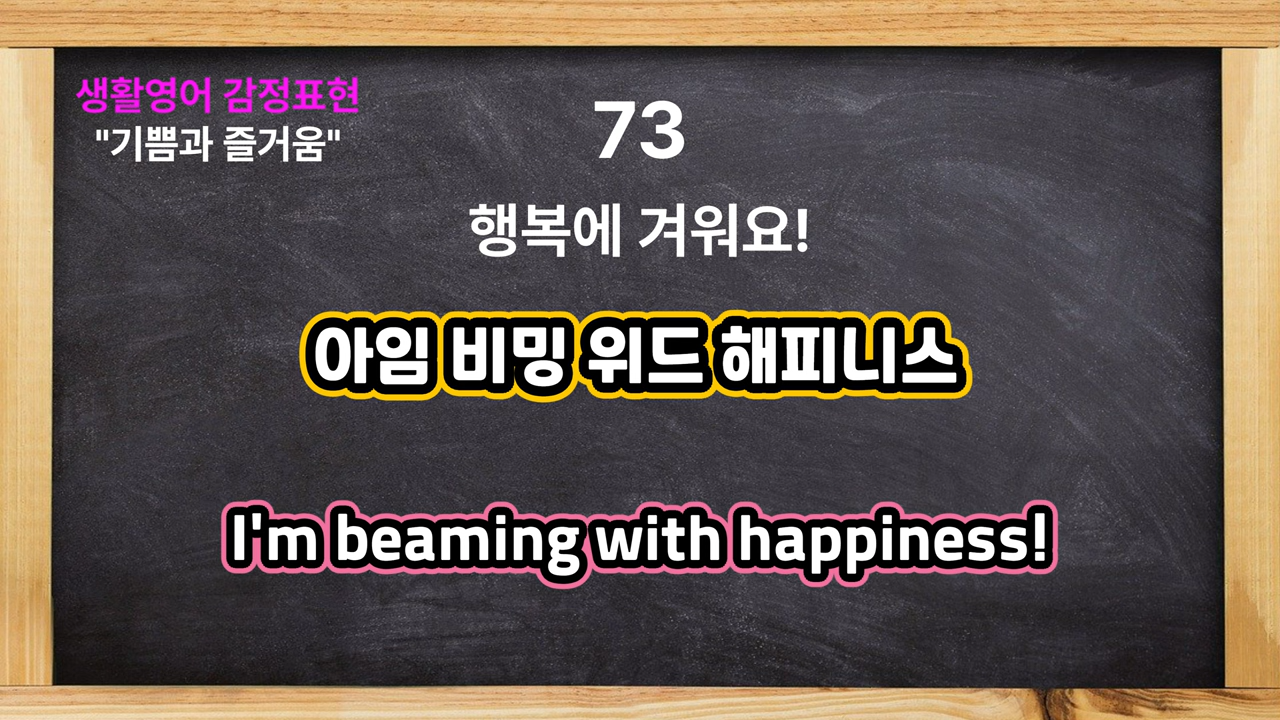 생활영어 감정표현
"기쁨과 즐거움"
73
행복에 겨워요!
아임 비밍 위드 해피니스
I'm beaming with happiness!